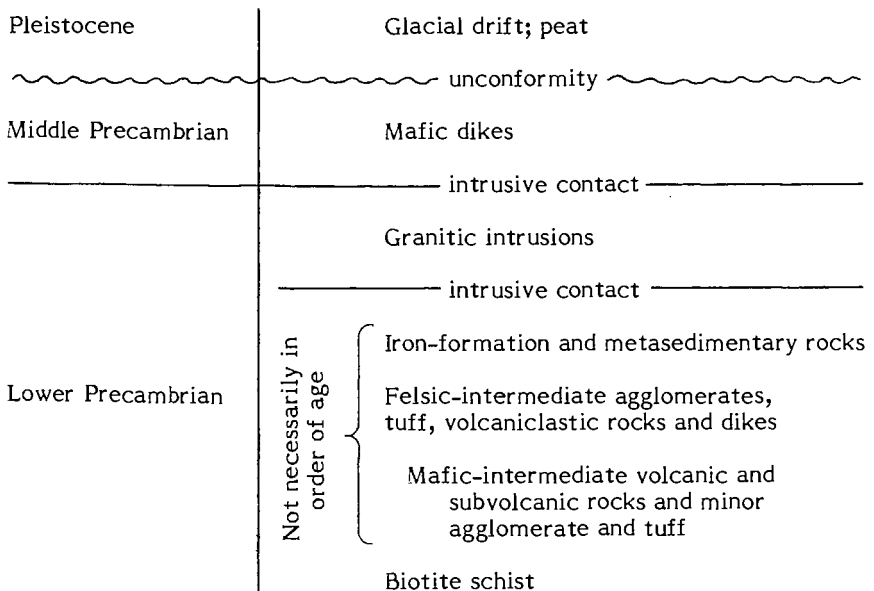 Pleistocene Glacial drift; peat
unconformity
Middle Precambrian Mafic dikes
intrusive contact
Granitic intrusions
intrusive contact
Lower Precambrian
Not necessarily in
order of age
Iron-formation and metasedimentary rocks
Felsic-intermediate agglomerates,
tuff, volcaniclastic rocks and dikes
Mafic-intermediate volcanic and
subvolcanic rocks and minor
agglomerate and tuff
Biotite schist